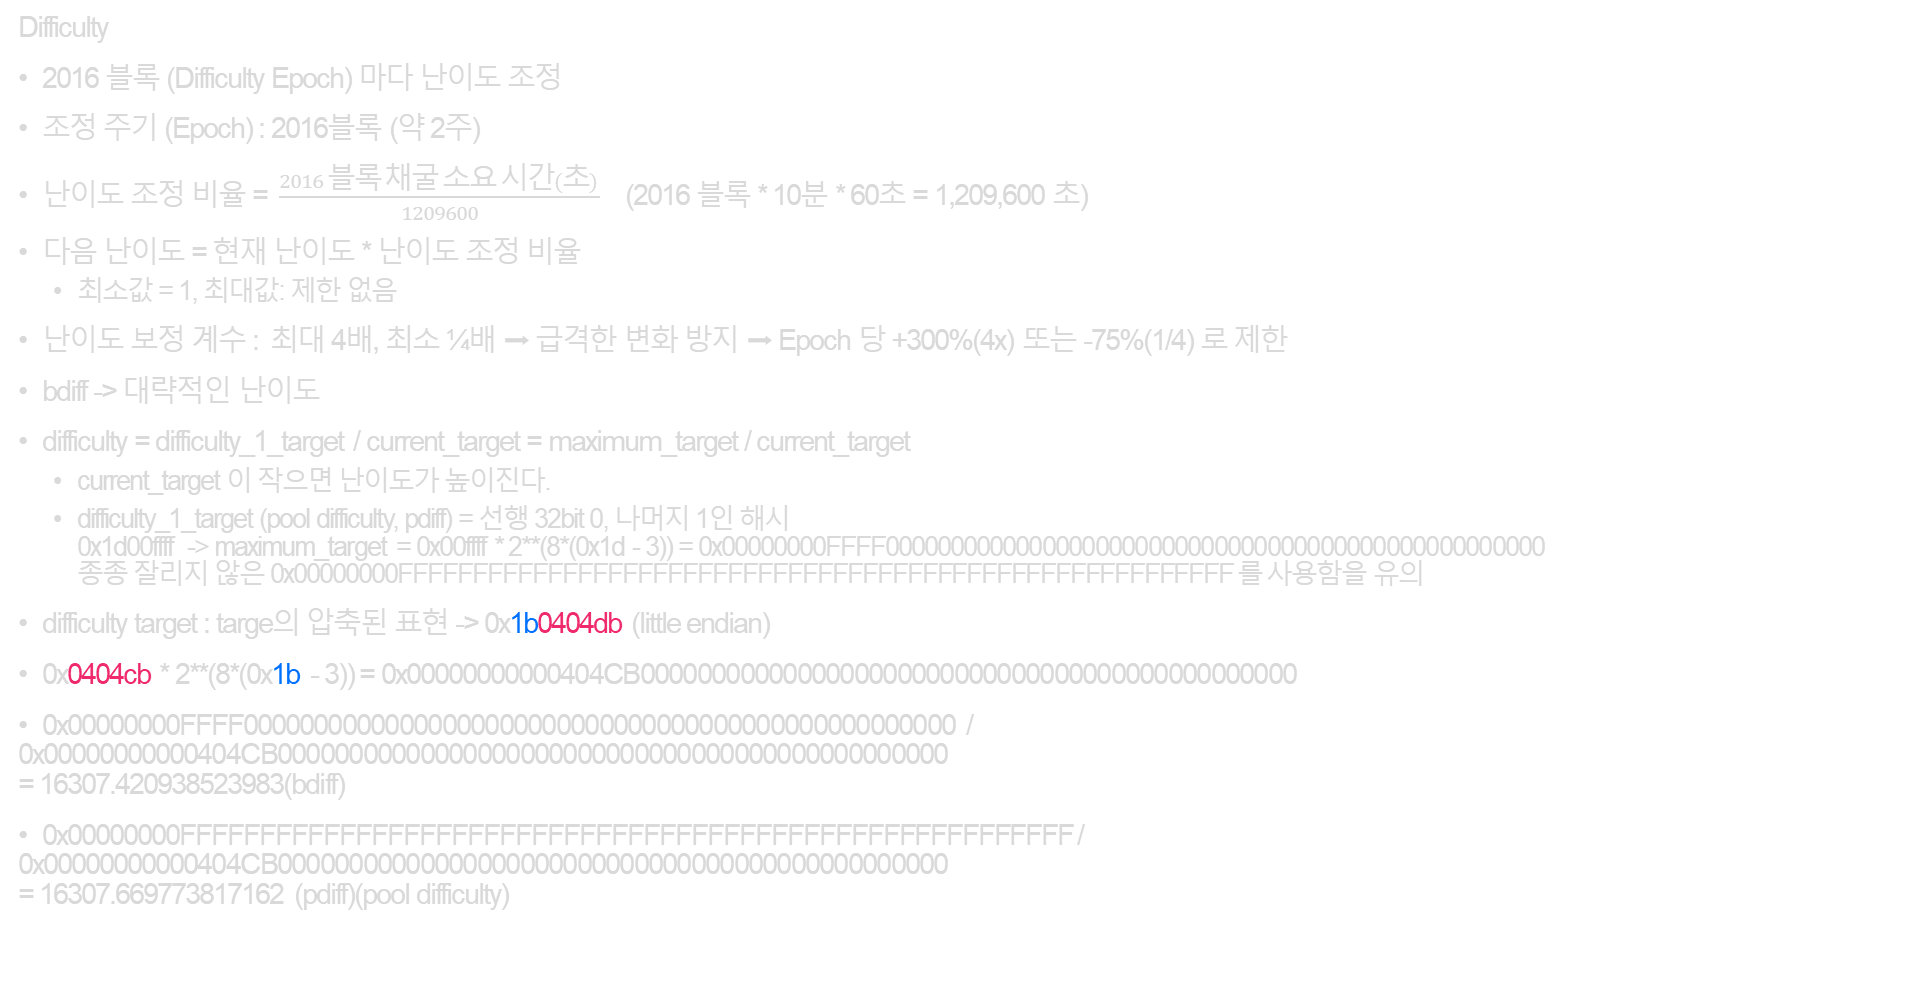 Difficulty
• 2016 블록 (Difficulty Epoch) 마다 난이도 조정
• 조정 주기 (Epoch) : 2016블록 (약 2주)
• 난이도 조정 비율 = 2016 블록 채굴 소요 시간(초) / 1209600 (2016 블록 * 10분 * 60초 = 1,209,600 초)
• 다음 난이도 = 현재 난이도 * 난이도 조정 비율
• 최소값 = 1, 최대값: 제한 없음
• 난이도 보정 계수 : 최대 4배, 최소 ¼배 ➞ 급격한 변화 방지 ➞ Epoch 당 +300%(4x) 또는 -75%(1/4) 로 제한
• bdiff -> 대략적인 난이도
• difficulty = difficulty_1_target / current_target = maximum_target / current_target
• current_target 이 작으면 난이도가 높이진다.
• difficulty_1_target (pool difficulty, pdiff) = 선행 32bit 0, 나머지 1인 해시
0x1d00ffff -> maximum_target = 0x00ffff * 2**(8*(0x1d - 3)) = 0x00000000FFFF0000000000000000000000000000000000000000000000000000
종종 잘리지 않은 0x00000000FFFFFFFFFFFFFFFFFFFFFFFFFFFFFFFFFFFFFFFFFFFFFFFFFFFFFFFF 를 사용함을 유의
• difficulty target : targe의 압축된 표현 -> 0x1b0404db (little endian)
• 0x0404cb * 2**(8*(0x1b - 3)) = 0x00000000000404CB000000000000000000000000000000000000000000000000
• 0x00000000FFFF0000000000000000000000000000000000000000000000000000 /
0x00000000000404CB000000000000000000000000000000000000000000000000
= 16307.420938523983(bdiff)
• 0x00000000FFFFFFFFFFFFFFFFFFFFFFFFFFFFFFFFFFFFFFFFFFFFFFFFFFFFFFFF /
0x00000000000404CB000000000000000000000000000000000000000000000000
= 16307.669773817162 (pdiff)(pool difficulty)